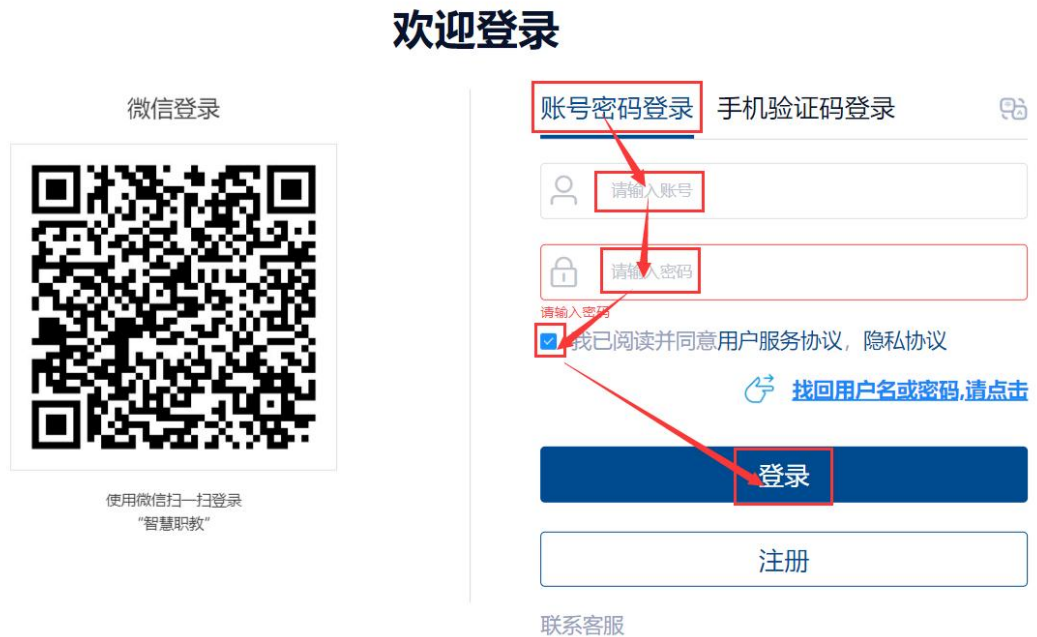 欢迎登录
微信登录
使用微信扫一扫登录
“智慧职教”
账号密码登录 手机验证码登录
请输入账号
请输入密码
请输入密码
我已阅读并同意用户服务协议，隐私协议
找回用户名或密码,请点击
登录
注册
联系客服